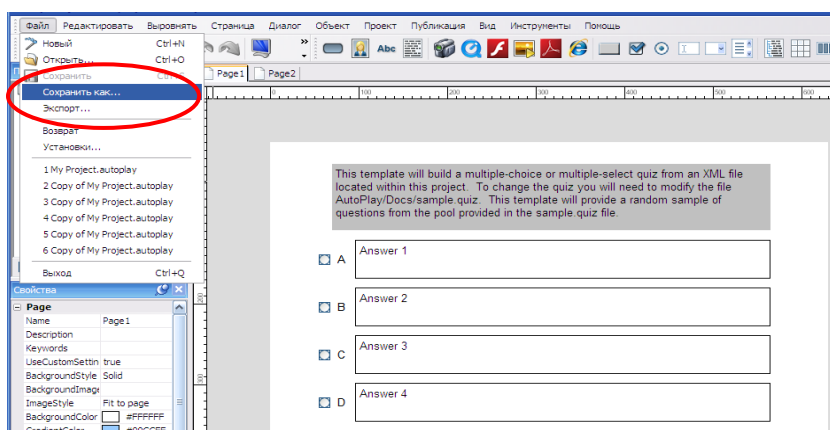 Файл Редактировать Выровнять Страница Диалог Объект Проект Публикация Вид Инструменты Помощь
Новый Ctrl+N
Открыть... Ctrl+O
Сохранить
Сохранить как...
Экспорт...
Возврат
Установки...
1 My Project.autoplay
2 Copy of My Project.autoplay
3 Copy of My Project.autoplay
4 Copy of My Project.autoplay
5 Copy of My Project.autoplay
6 Copy of My Project.autoplay
Выход Ctrl+Q
Abc
Page1 Page2
0 100 200 300 400 500 600
This template will build a multiple-choice or multiple-select quiz from an XML file
located within this project. To change the quiz you will need to modify the file
AutoPlay/Docs/sample.quiz. This template will provide a random sample of
questions from the pool provided in the sample.quiz file.
A Answer 1
B Answer 2
C Answer 3
D Answer 4
200
300
Свойства
Page
Name Page1
Description
Keywords
UseCustomSettin true
BackgroundStyle Solid
BackgroundImage
ImageStyle Fit to page
BackgroundColor #FFFFFF
GradientColor #00CCFF